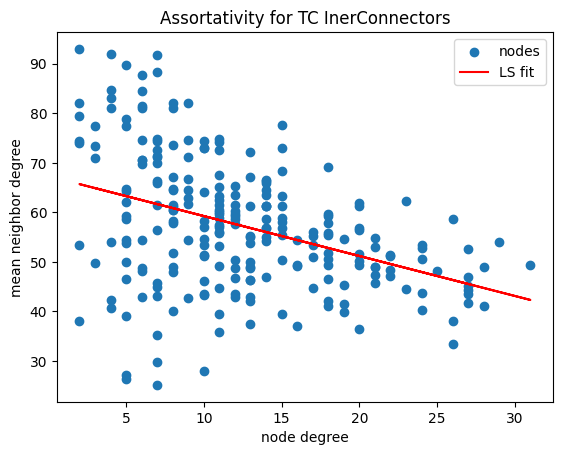 Assortativity for TC InerConnectors
nodes
LS fit
mean neighbor degree
90
80
70
60
50
40
30
5 10 15 20 25 30
node degree